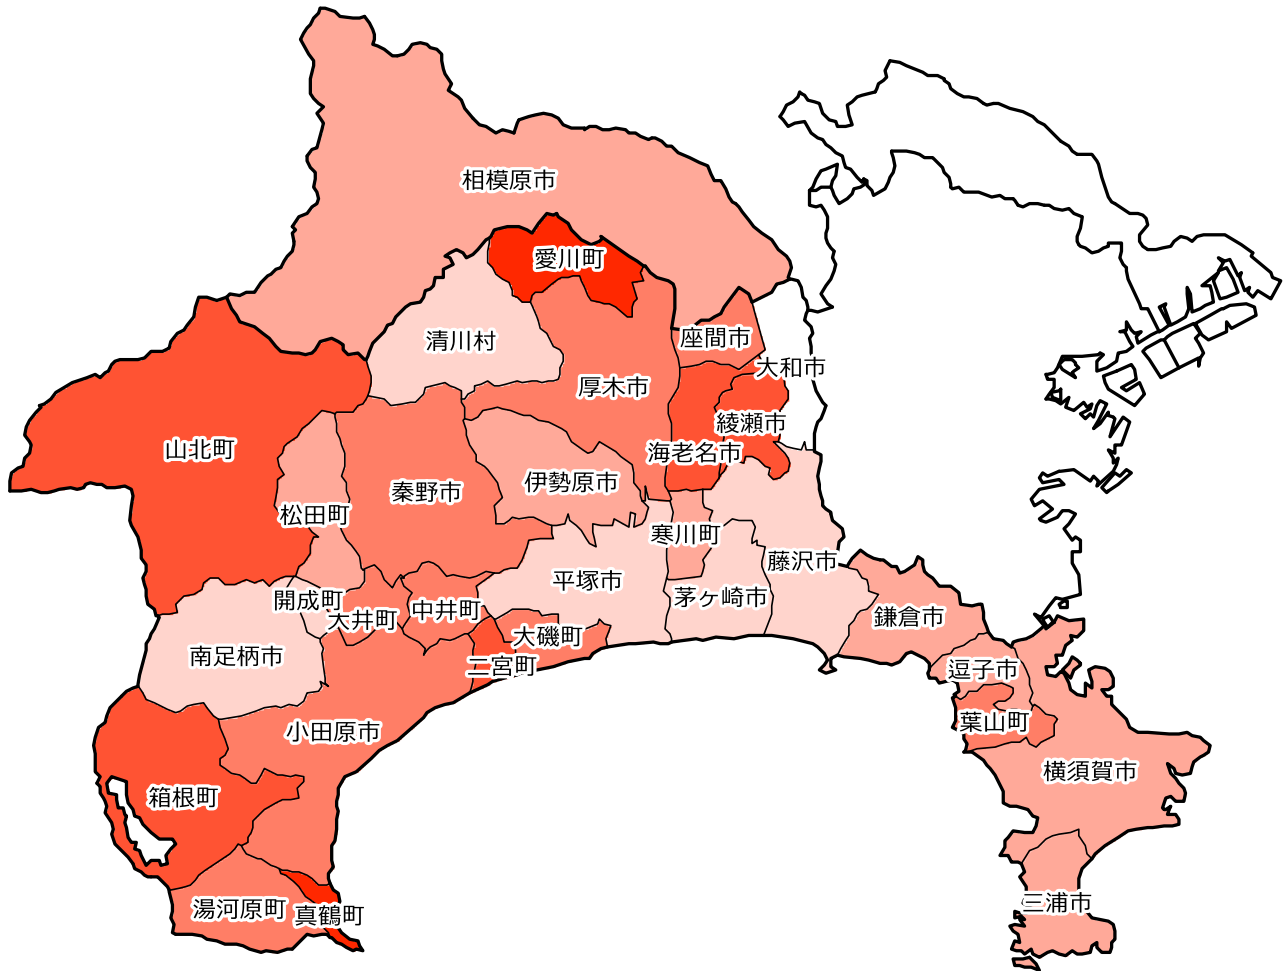 相模原市
愛川町
清川村
座間市
大和市
厚木市
綾瀬市
山北町
海老名市
伊勢原市
秦野市
松田町
寒川町
藤沢市
平塚市
茅ヶ崎市
開成町
中井町
大井町
鎌倉市
大磯町
南足柄市
二宮町
逗子市
葉山町
小田原市
横須賀市
箱根町
三浦市
湯河原町
真鶴町